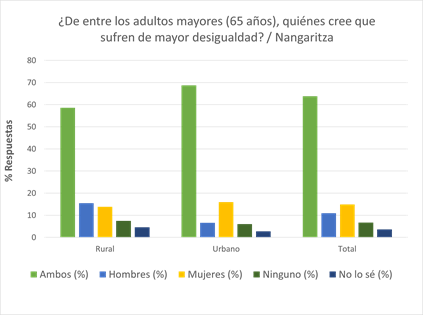 ¿De entre los adultos mayores (65 años), quiénes cree que
sufren de mayor desigualdad? / Nangaritza
% Respuestas
80
70
60
50
40
30
20
10
0
Rural Urbano Total
Ambos (%) Hombres (%) Mujeres (%) Ninguno (%) No lo sé (%)